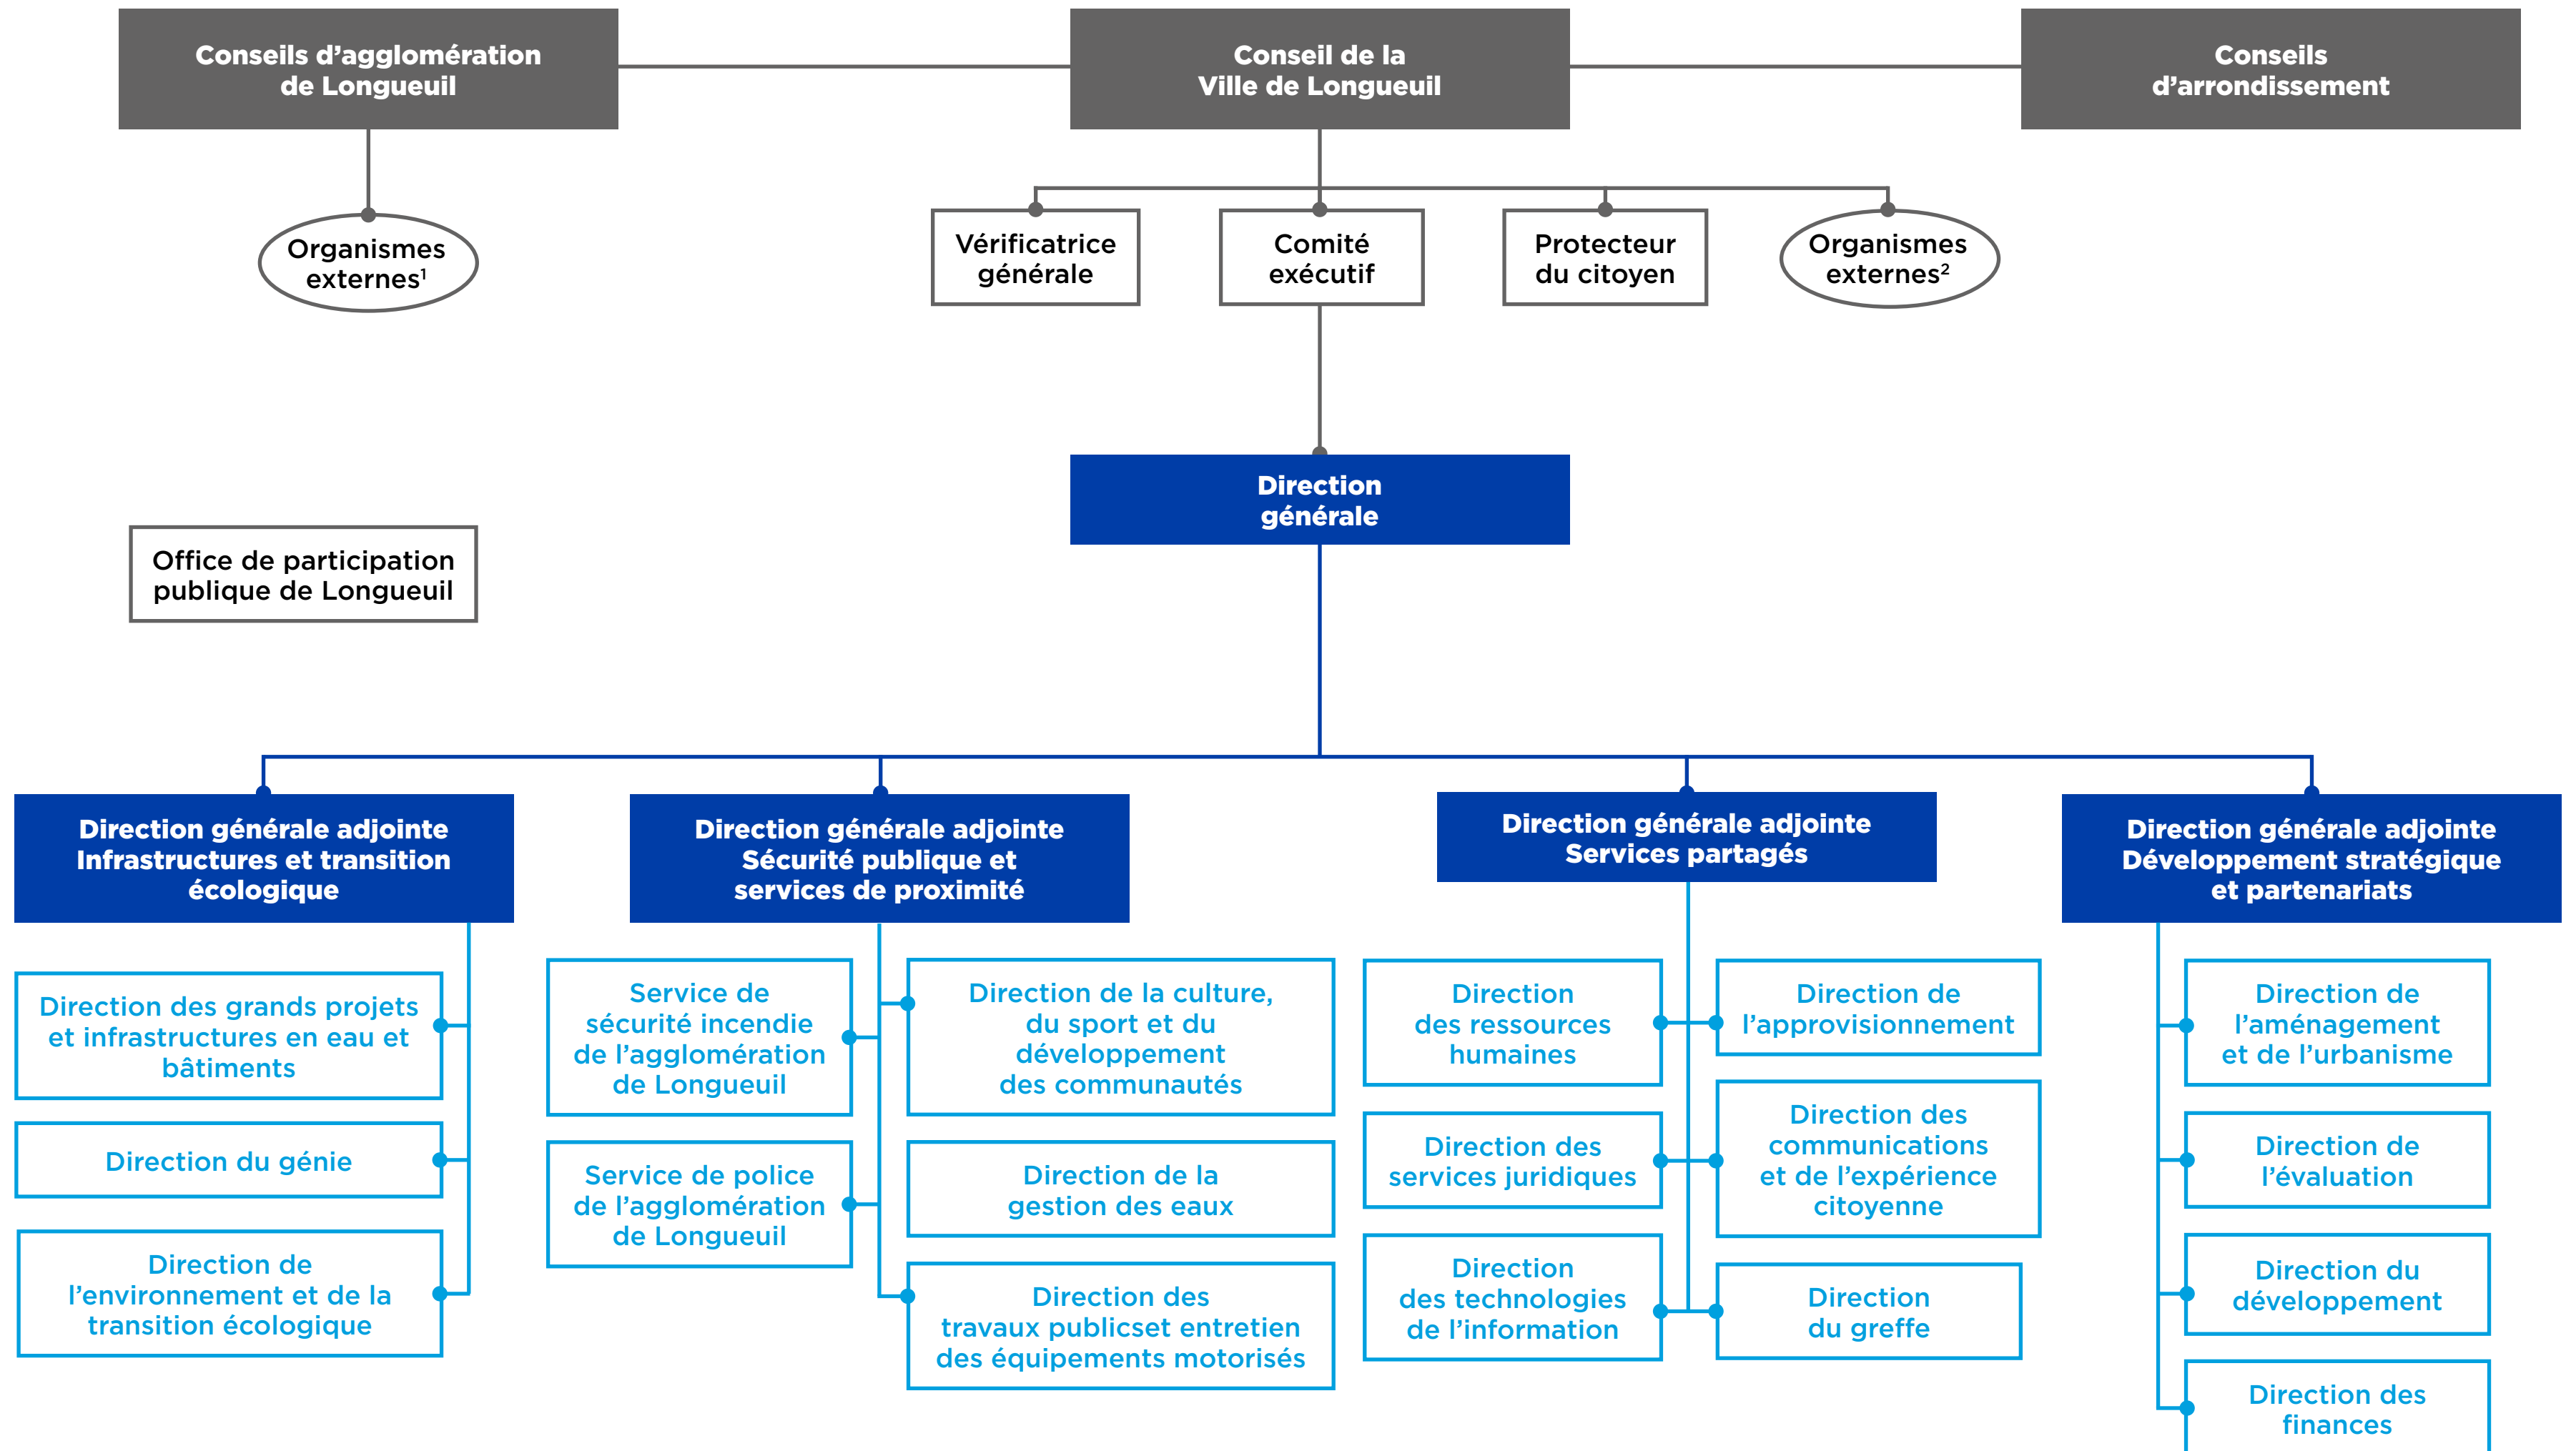 Conseils d’agglomération
de Longueuil
Conseil de la
Ville de Longueuil
Conseils
d’arrondissement
Organismes
externes¹
Vérificatrice
générale
Comité
exécutif
Protecteur
du citoyen
Organismes
externes²
Direction
générale
Office de participation
publique de Longueuil
Direction générale adjointe
Infrastructures et transition
écologique
Direction générale adjointe
Sécurité publique et
services de proximité
Direction générale adjointe
Services partagés
Direction générale adjointe
Développement stratégique
et partenariats
Direction des grands projets
et infrastructures en eau et
bâtiments
Direction du génie
Direction de
l’environnement et de la
transition écologique
Service de
sécurité incendie
de l’agglomération
de Longueuil
Service de police
de l’agglomération
de Longueuil
Direction de la culture,
du sport et du
développement
des communautés
Direction de la
gestion des eaux
Direction des
travaux publicset entretien
des équipements motorisés
Direction
des ressources
humaines
Direction des
services juridiques
Direction
des technologies
de l’information
Direction de
l’approvisionnement
Direction des
communications
et de l’expérience
citoyenne
Direction
du greffe
Direction de
l’aménagement
et de l’urbanisme
Direction de
l’évaluation
Direction du
développement
Direction des
finances